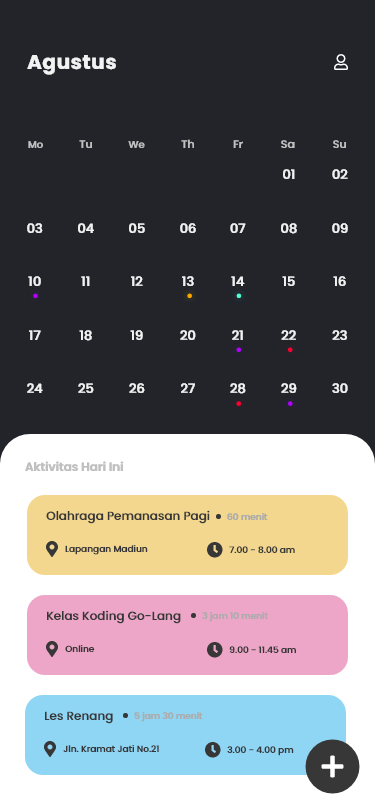 Agustus
Mo Tu We Th Fr Sa Su
01 02
03 04 05 06 07 08 09
10 11 12 13 14 15 16
17 18 19 20 21 22 23
24 25 26 27 28 29 30
Aktivitas Hari Ini
Olahraga Pemanasan Pagi • 60 menit
Lapangan Madiun 7.00 - 8.00 am
Kelas Koding Go-Lang • 3 jam 10 menit
Online 9.00 - 11.45 am
Les Renang • 5 jam 30 menit
Jln. Kramat Jati No.21 3.00 - 4.00 pm